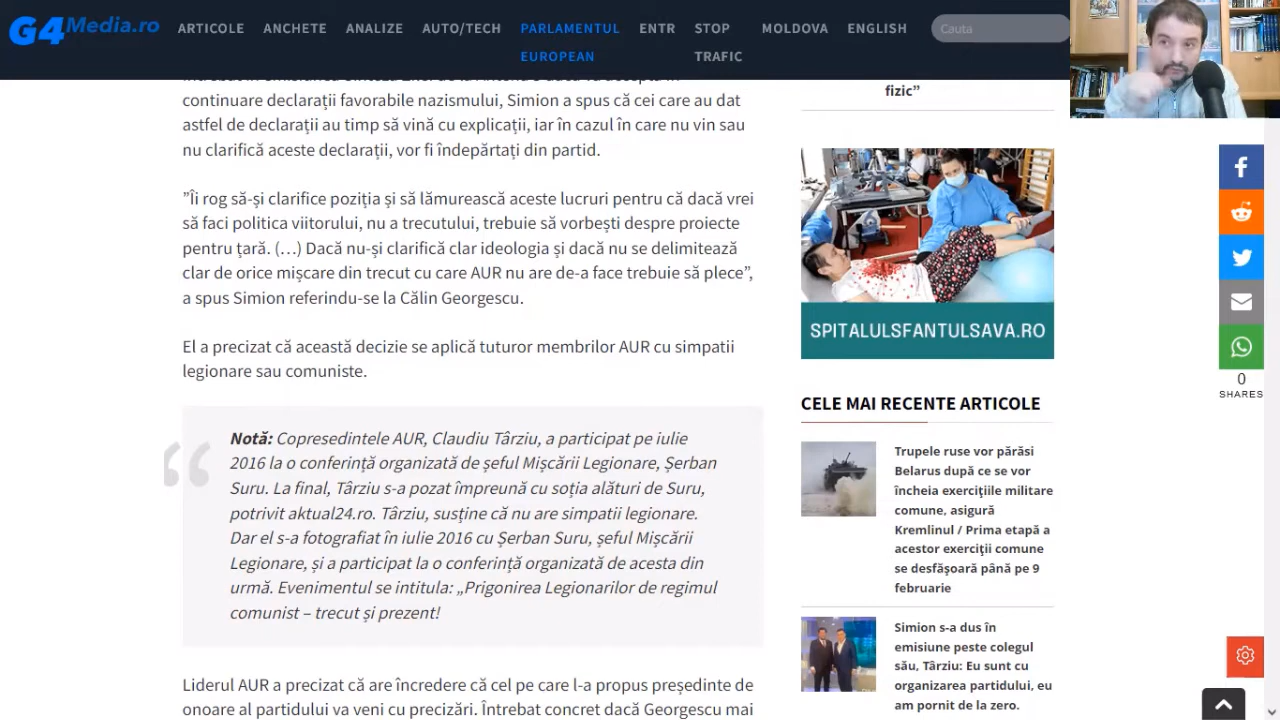 G4Media.ro
ARTICOLE
ANCHETE
ANALIZE
AUTO/TECH
PARLAMENTUL
EUROPEAN
ENTR
STOP
TRAFIC
MOLDOVA
ENGLISH
Cauta
continuare declarații favorabile nazismului, Simion a spus că cei care au dat
astfel de declarații au timp să vină cu explicații, iar în cazul în care nu vin sau
nu clarifică aceste declarații, vor fi îndepărtați din partid.
”Îi rog să-și clarifice poziția și să lămurească aceste lucruri pentru că dacă vrei
să faci politica viitorului, nu a trecutului, trebuie să vorbești despre proiecte
pentru ţară. (…) Dacă nu-și clarifică clar ideologia și dacă nu se delimitează
clar de orice mișcare din trecut cu care AUR nu are de-a face trebuie să plece”,
a spus Simion referindu-se la Călin Georgescu.
El a precizat că această decizie se aplică tuturor membrilor AUR cu simpatii
legionare sau comuniste.
Notă: Copresedintele AUR, Claudiu Târziu, a participat pe iulie
2016 la o conferință organizată de șeful Mișcării Legionare, Șerban
Suru. La final, Târziu s-a pozat împreună cu soția alături de Suru,
potrivit aktual24.ro. Târziu, susține că nu are simpatii legionare.
Dar el s-a fotografiat în iulie 2016 cu Șerban Suru, șeful Mișcării
Legionare, și a participat la o conferință organizată de acesta din
urmă. Evenimentul se intitula: „Prigonirea Legionarilor de regimul
comunist – trecut și prezent!
Liderul AUR a precizat că are încredere că cel pe care l-a propus președinte de
onoare al partidului va veni cu precizări. Întrebat concret dacă Georgescu mai
fizic”
SPITALULSFANTULSAVA.RO
CELE MAI RECENTE ARTICOLE
Trupele ruse vor părăsi
Belarus după ce se vor
încheia exerciţiile militare
comune, asigură
Kremlinul / Prima etapă a
acestor exerciţii comune
se desfăşoară până pe 9
februarie
Simion s-a dus în
emisiune peste colegul
său, Târziu: Eu sunt cu
organizarea partidului, eu
am pornit de la zero.
0
SHARES